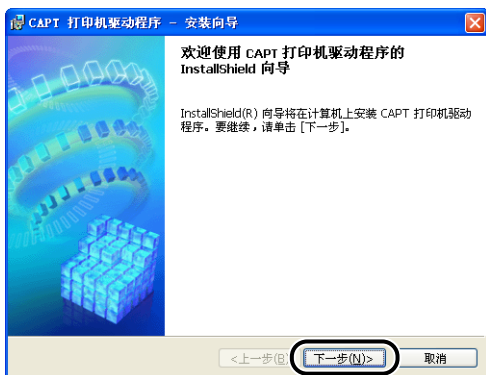 CAPT 打印机驱动程序 - 安装向导
欢迎使用 CAPT 打印机驱动程序的
InstallShield 向导
InstallShield(R) 向导将在计算机上安装 CAPT 打印机驱动
程序。要继续，请单击 [下一步]。
<上一步(B) 下一步(N)> 取消